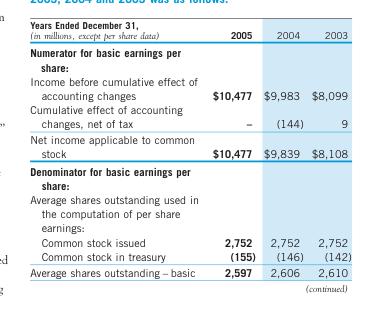 2003, 2004 and 2005 was as follows:
Years Ended December 31,
(in millions, except per share data) 2005 2004 2003
Numerator for basic earnings per
share:
Income before cumulative effect of
accounting changes $10,477 $9,983 $8,099
Cumulative effect of accounting
changes, net of tax – (144) 9
Net income applicable to common
stock $10,477 $9,839 $8,108
Denominator for basic earnings per
share:
Average shares outstanding used in
the computation of per share
earnings:
Common stock issued 2,752 2,752 2,752
Common stock in treasury (155) (146) (142)
Average shares outstanding – basic 2,597 2,606 2,610
(continued)